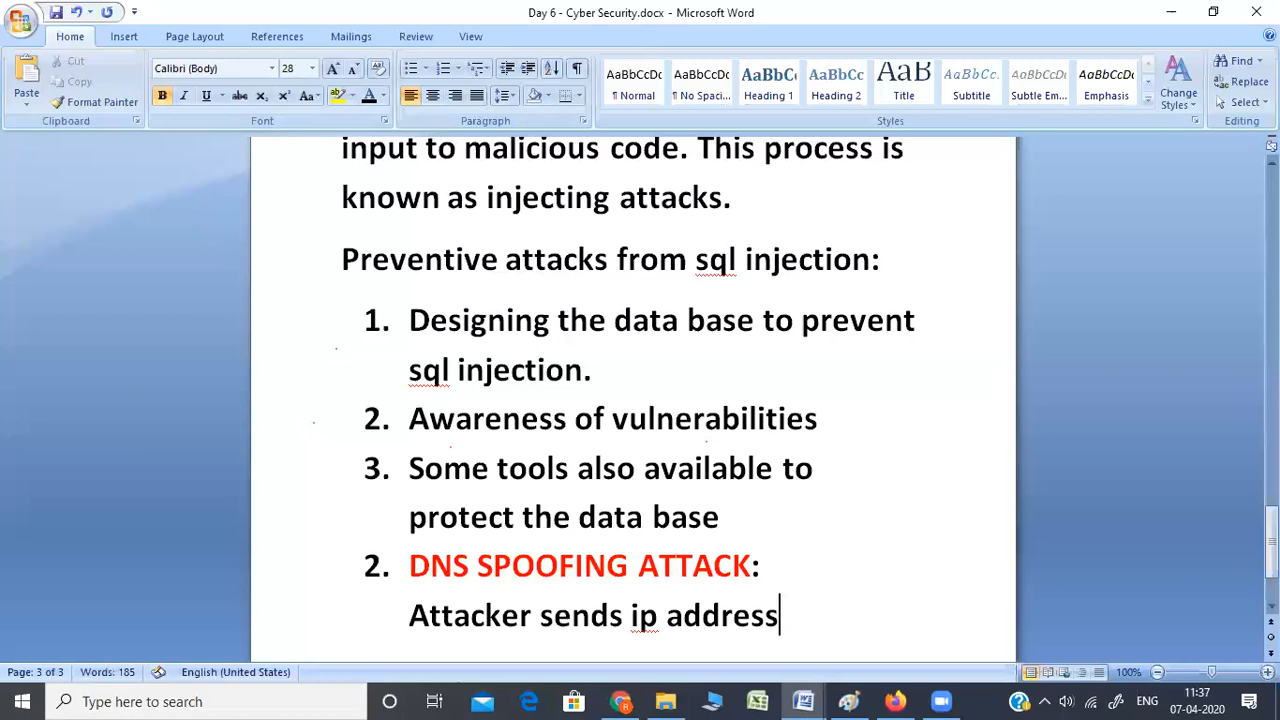 Day 6 - Cyber Security.docx - Microsoft Word
Home Insert Page Layout References Mailings Review View
Paste
Cut
Copy
Format Painter
Clipboard
Calibri (Body) 28
B I U abc X₂ X² Aa A
Font
Paragraph
AaBbCcDc AaBbCcDc AaBbCc AaBbCc AaB AaBbCc. AaBbCcDc AaBbCcDc
¶ Normal ¶ No Spaci... Heading 1 Heading 2 Title Subtitle Subtle Em... Emphasis
Change
Styles
Styles
Find
Replace
Select
Editing
input to malicious code. This process is
known as injecting attacks.
Preventive attacks from sql injection:
1. Designing the data base to prevent
sql injection.
2. Awareness of vulnerabilities
3. Some tools also available to
protect the data base
2. DNS SPOOFING ATTACK:
Attacker sends ip address
Page: 3 of 3 Words: 185 English (United States) 100%
Type here to search
ENG
11:37
07-04-2020